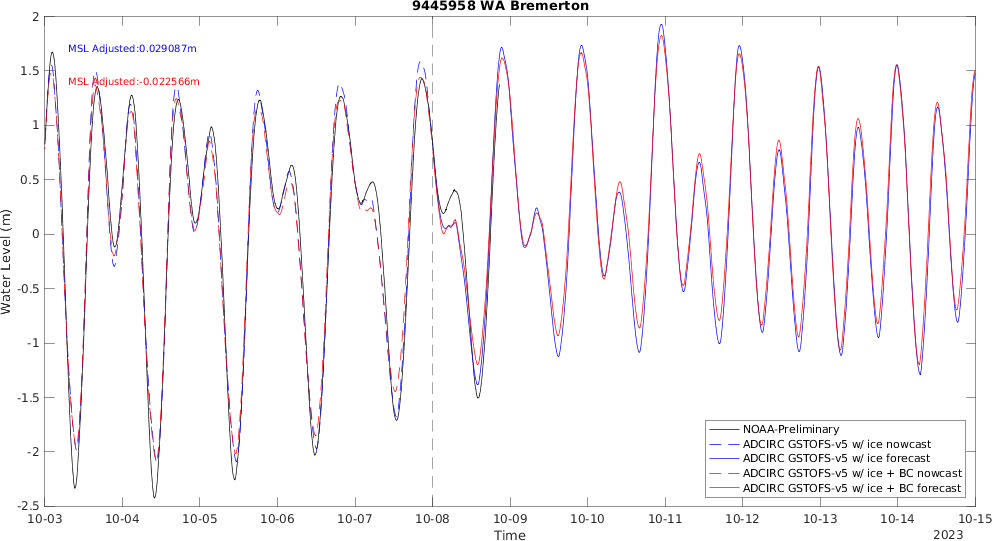 9445958 WA Bremerton
2
1.5
1
0.5
0
-0.5
-1
-1.5
-2
-2.5
Water Level (m)
MSL Adjusted:0.029087m
MSL Adjusted:-0.022566m
NOAA-Preliminary
ADCIRC GSTOFS-v5 w/ ice nowcast
ADCIRC GSTOFS-v5 w/ ice forecast
ADCIRC GSTOFS-v5 w/ ice + BC nowcast
ADCIRC GSTOFS-v5 w/ ice + BC forecast
10-03 10-04 10-05 10-06 10-07 10-08 10-09 10-10 10-11 10-12 10-13 10-14 10-15
Time
2023